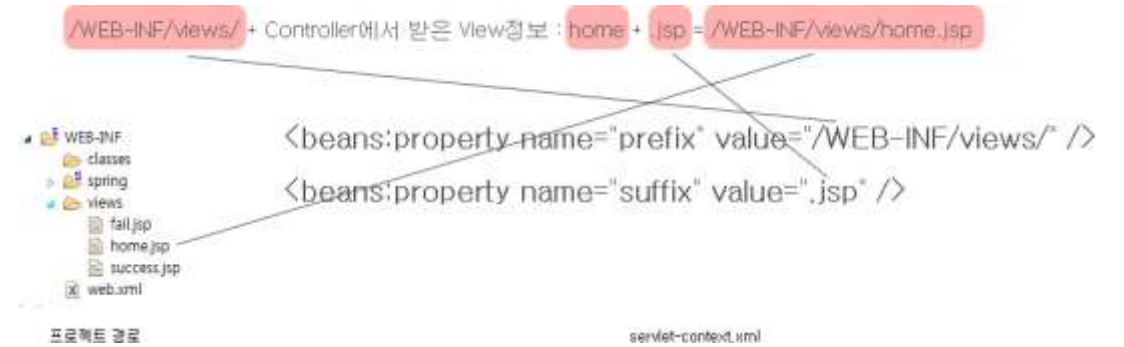 /WEB-INF/views/ + Controller에서 받은 View정보 : home + .jsp = /WEB-INF/views/home.jsp
WEB-INF
classes
spring
views
fail.jsp
home.jsp
success.jsp
web.xml
<beans:property name="prefix" value="/WEB-INF/views/" />
<beans:property name="suffix" value=".jsp" />
프로젝트 경로
servlet-context.xml